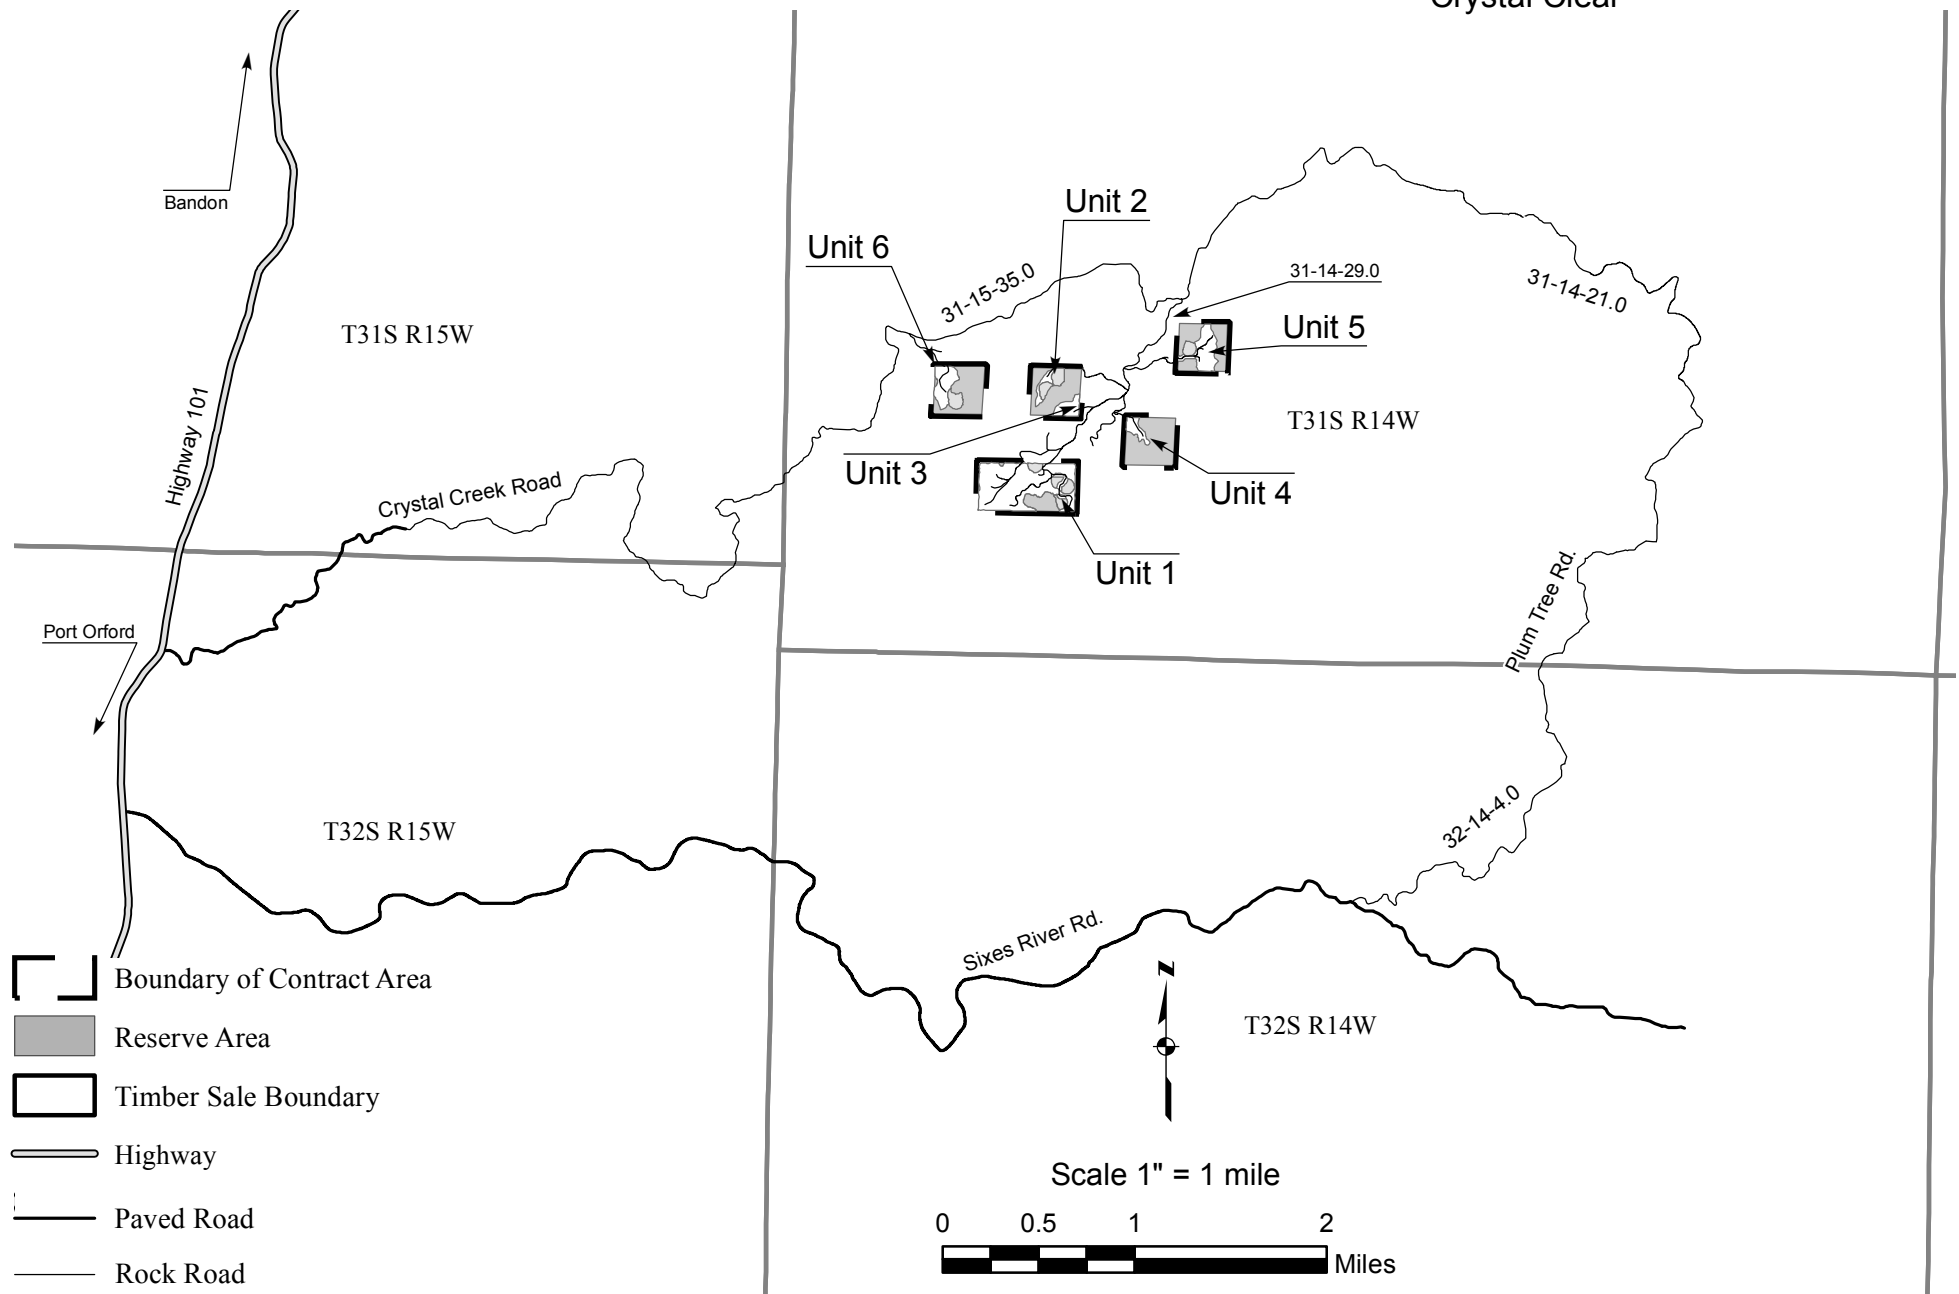 Crystal Clear
Bandon
Unit 2
Unit 6
31-15-35.0
31-14-29.0
31-14-21.0
Unit 5
T31S R15W
Highway 101
T31S R14W
Unit 3
Unit 4
Crystal Creek Road
Unit 1
Port Orford
Plum Tree Rd.
T32S R15W
32-14-4.0
Sixes River Rd.
T32S R14W
Z
Boundary of Contract Area
Reserve Area
Timber Sale Boundary
Highway
Paved Road
Rock Road
Scale 1" = 1 mile
0 0.5 1 2
Miles